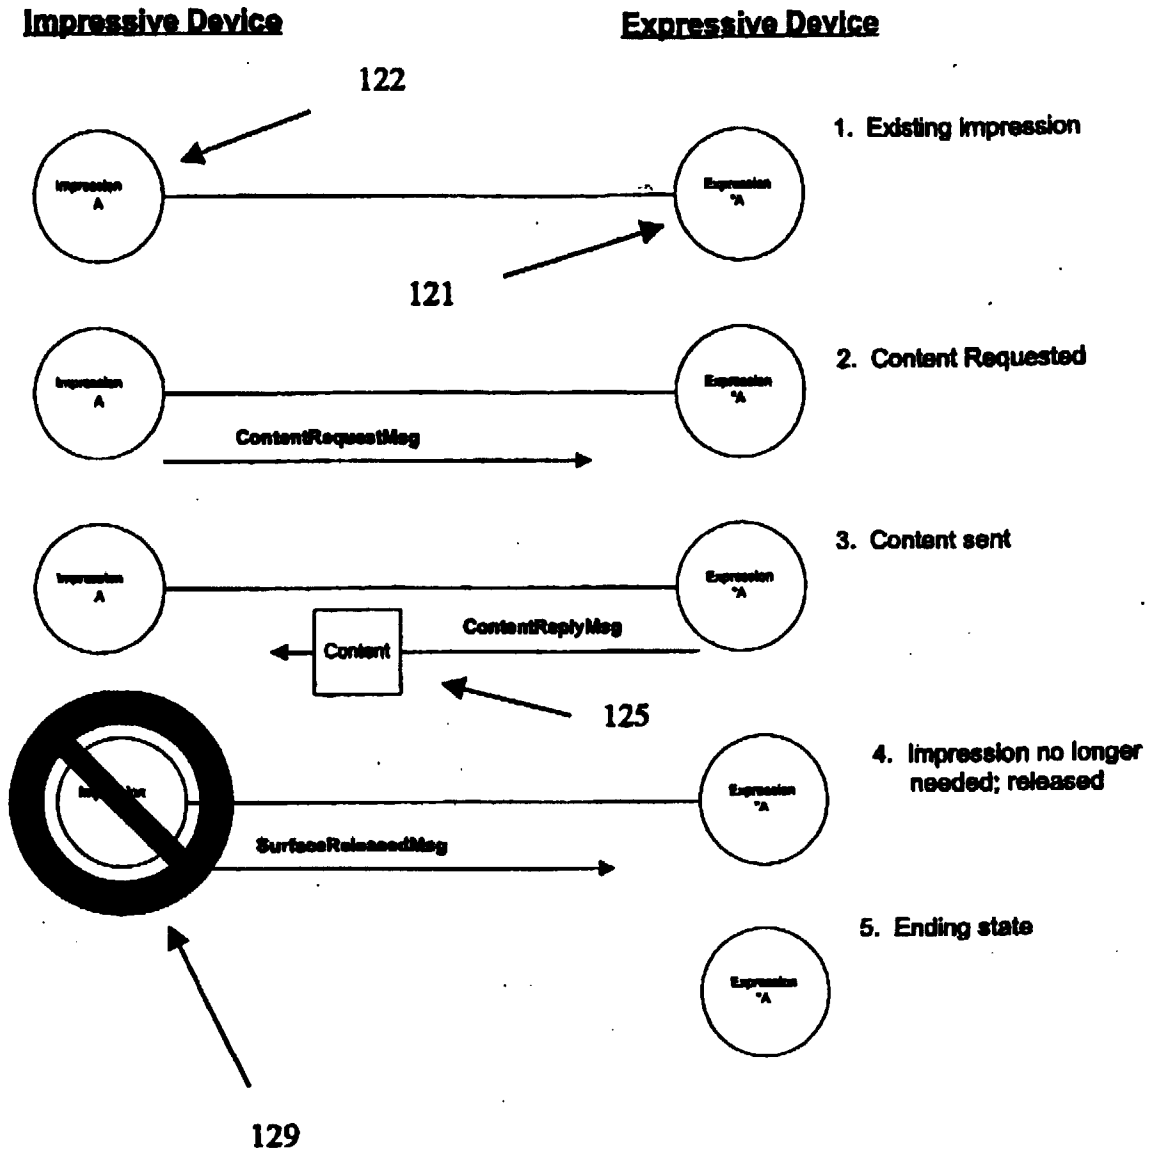 Impressive Device
Expressive Device
122
1. Existing Impression
Impression
A
Expression
"A
121
2. Content Requested
Impression
A
Expression
"A
ContentRequestMsg
3. Content sent
Impression
A
Expression
"A
ContentReplyMsg
Content
125
4. Impression no longer
needed; released
Expression
"A
SurfaceReleasedMsg
5. Ending state
Expression
"A
129